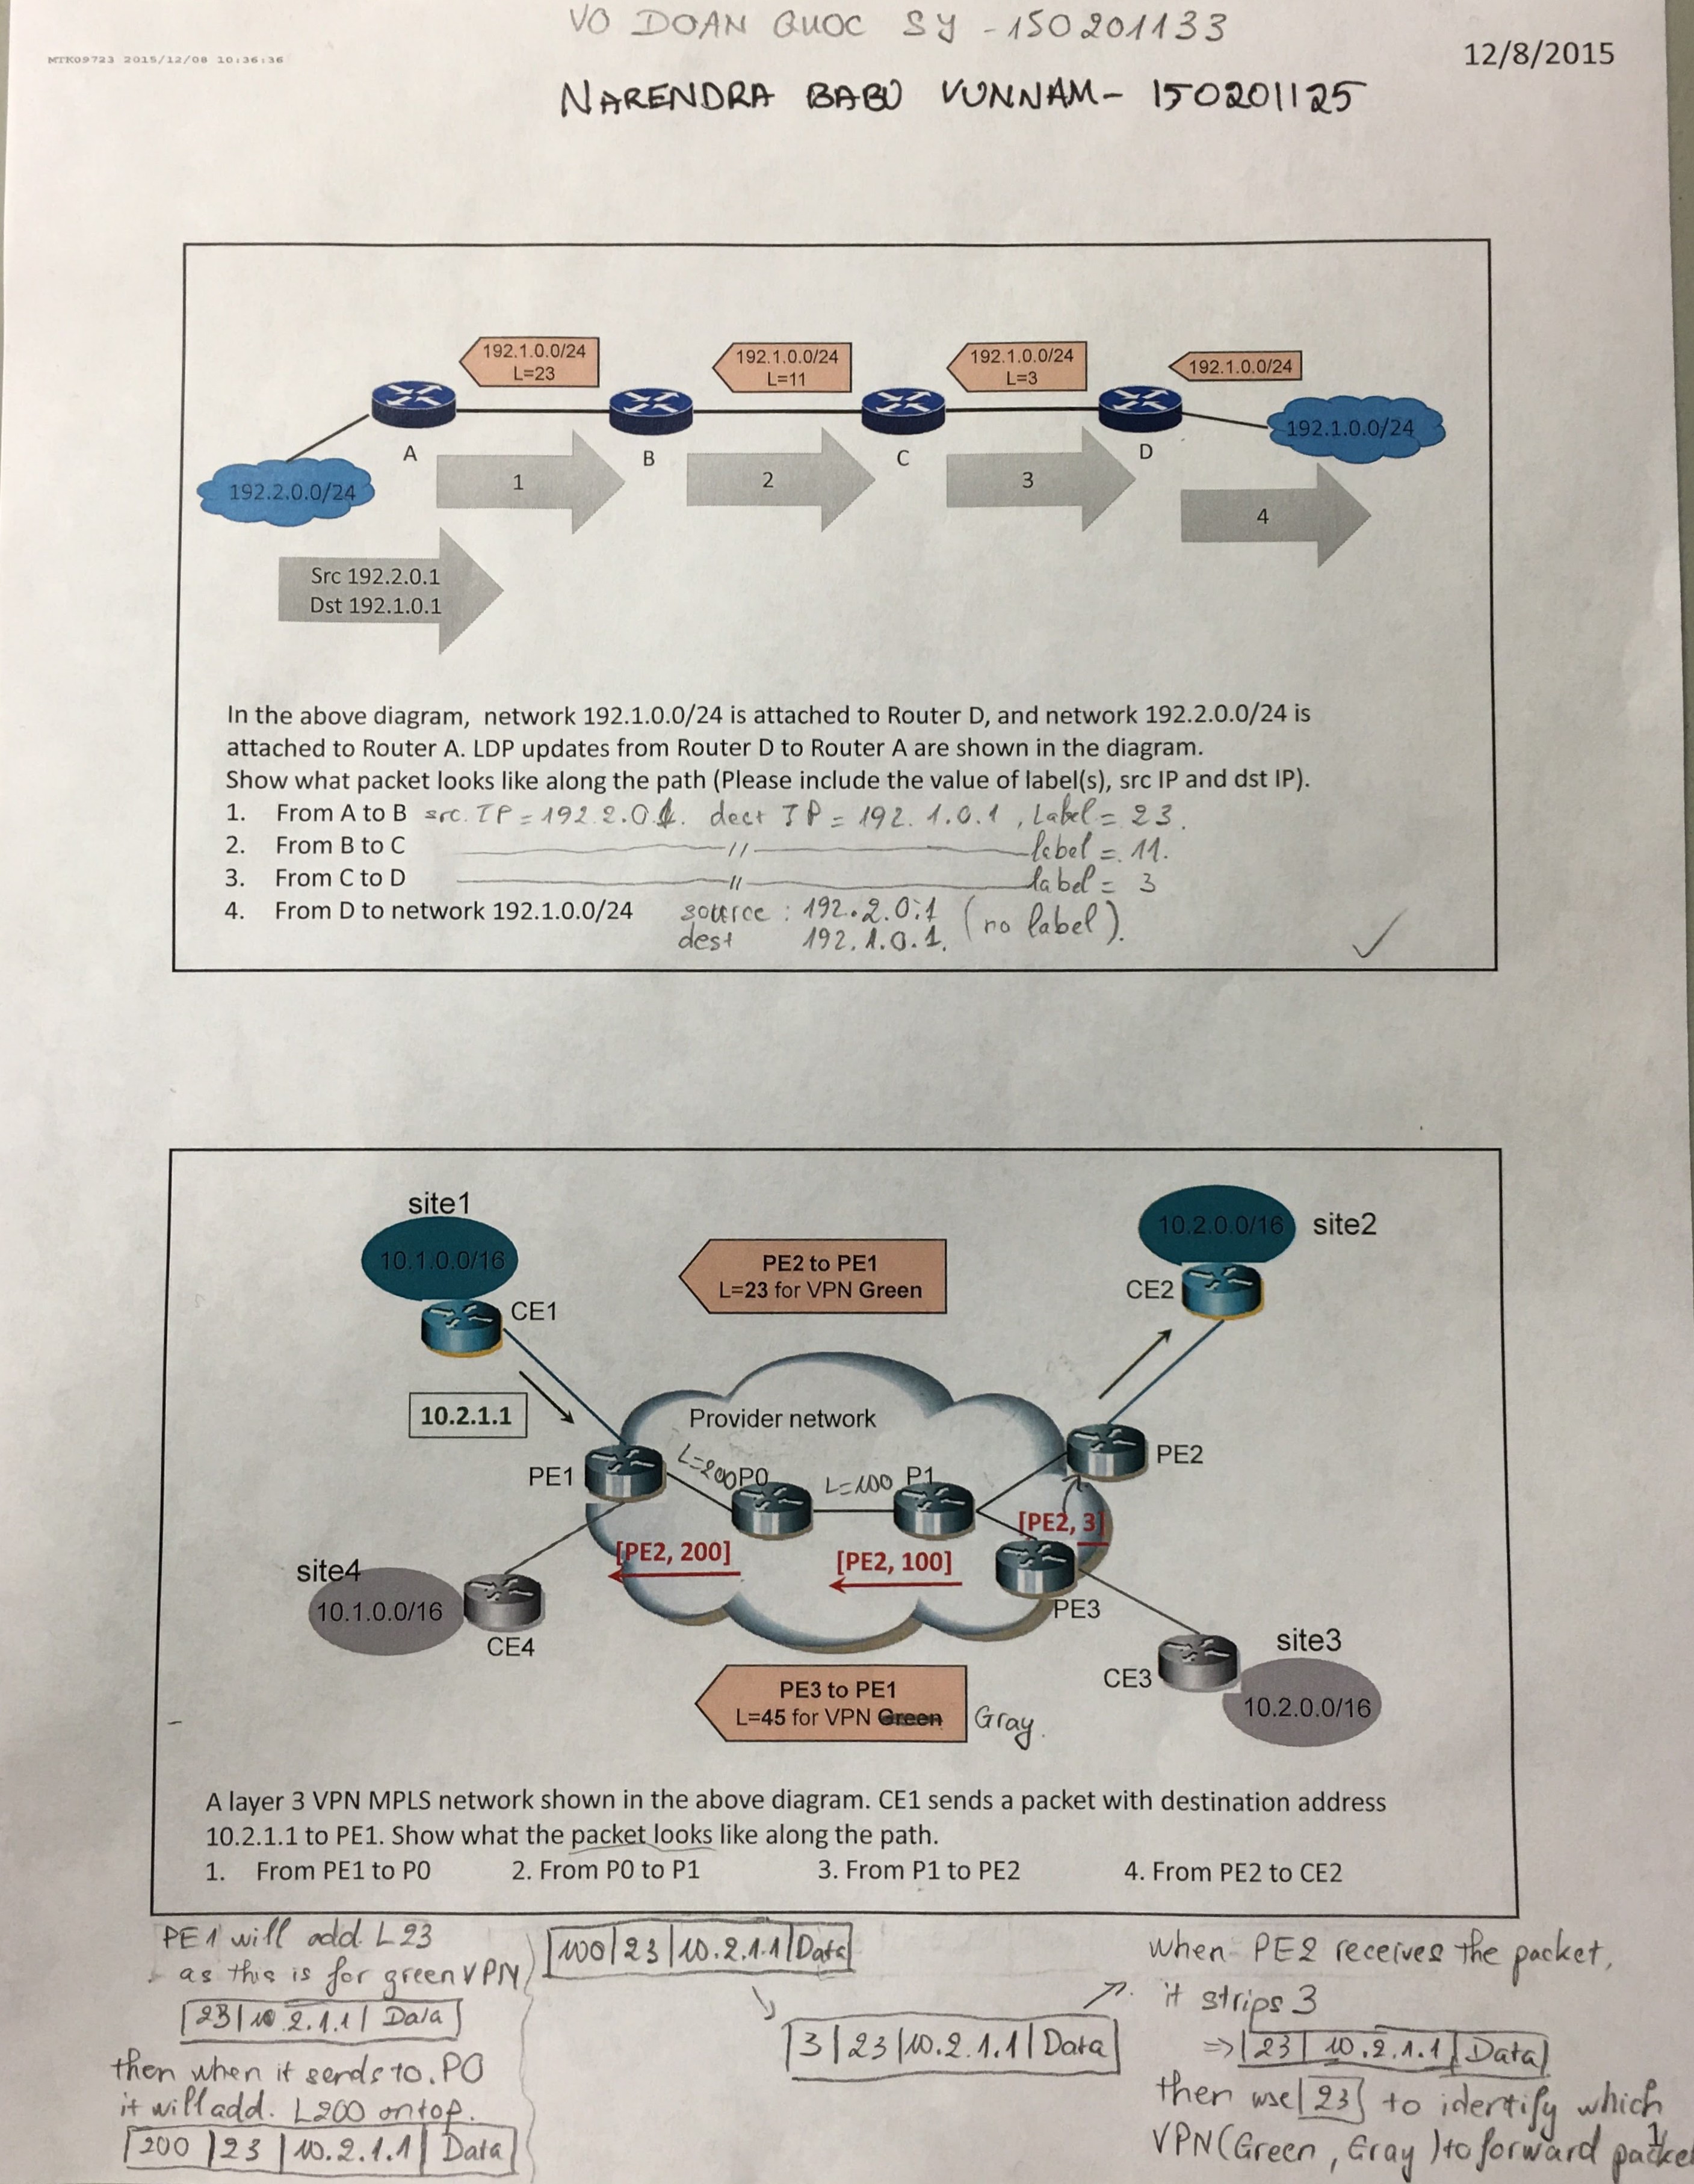 VO DOAN QUOC SY - 150201133
MTK09723 2015/12/08 10:36:36
12/8/2015
NARENDRA BABU VUNNAM- 150201125
192.1.0.0/24
L=23
192.1.0.0/24
L=11
192.1.0.0/24
L=3
192.1.0.0/24
192.1.0.0/24
A
B
C
D
192.2.0.0/24
1
2
3
4
Src 192.2.0.1
Dst 192.1.0.1
In the above diagram, network 192.1.0.0/24 is attached to Router D, and network 192.2.0.0/24 is
attached to Router A. LDP updates from Router D to Router A are shown in the diagram.
Show what packet looks like along the path (Please include the value of label(s), src IP and dst IP).
1. From A to B src. IP = 192.2.0.1. dect IP = 192.1.0.1, Label = 23.
2. From B to C — // — label = 11.
3. From C to D — // — label = 3
4. From D to network 192.1.0.0/24 source : 192.2.0.1 (no label).
dest 192.1.0.1.
site1
10.1.0.0/16
CE1
PE2 to PE1
L=23 for VPN Green
10.2.0.0/16
site2
CE2
10.2.1.1
Provider network
PE1
L=200
P0
L=100
P1
PE2
[PE2, 3]
[PE2, 200]
[PE2, 100]
site4
10.1.0.0/16
CE4
PE3
site3
CE3
10.2.0.0/16
PE3 to PE1
L=45 for VPN Green Gray.
A layer 3 VPN MPLS network shown in the above diagram. CE1 sends a packet with destination address
10.2.1.1 to PE1. Show what the packet looks like along the path.
1. From PE1 to P0 2. From P0 to P1 3. From P1 to PE2 4. From PE2 to CE2
PE1 will add L23
as this is for green VPN
|23|10.2.1.1| Data|
then when it sends to P0
it will add L200 on top.
|200|23|10.2.1.1| Data|
|100|23|10.2.1.1|Data|
|3|23|10.2.1.1|Data|
when PE2 receives the packet,
it strips 3
⇒|23|10.2.1.1|Data|
then use |23| to identify which
VPN (Green, Gray) to forward packet
1